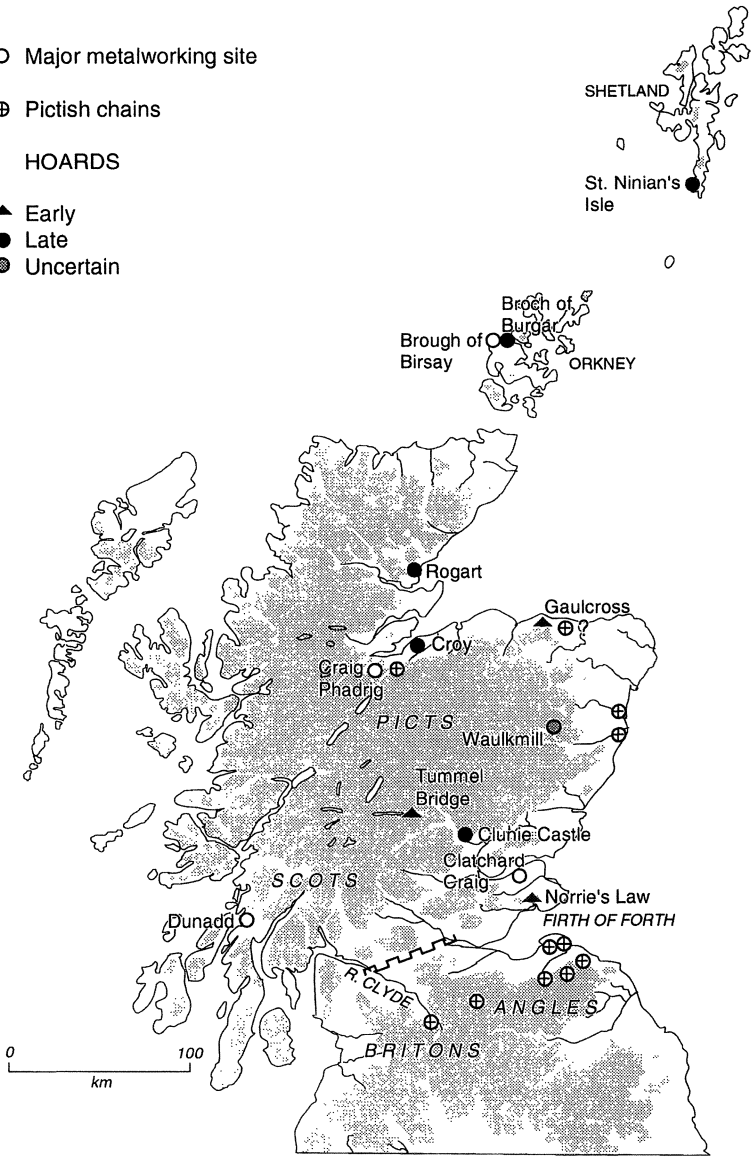 Major metalworking site
Pictish chains
HOARDS
Early
Late
Uncertain
SHETLAND
St. Ninian's
Isle
Broch of
Burgar
Brough of
Birsay
ORKNEY
Rogart
Gaulcross
Croy
Craig
Phadrig
PICTS
Waulkmill
Tummel
Bridge
Clunie Castle
Clatchard
Craig
SCOTS
Norrie's Law
FIRTH OF FORTH
Dunadd
R. CLYDE
ANGLES
BRITONS
0 100
km